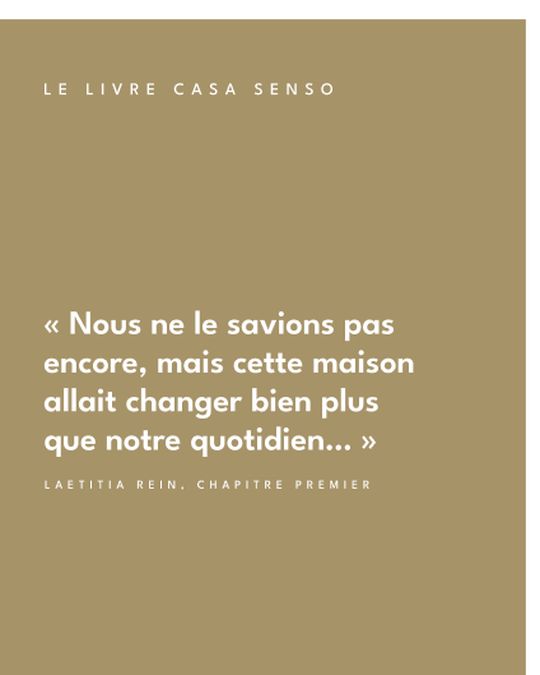 LE LIVRE CASA SENSO
« Nous ne le savions pas
encore, mais cette maison
allait changer bien plus
que notre quotidien... »
LAETITIA REIN, CHAPITRE PREMIER